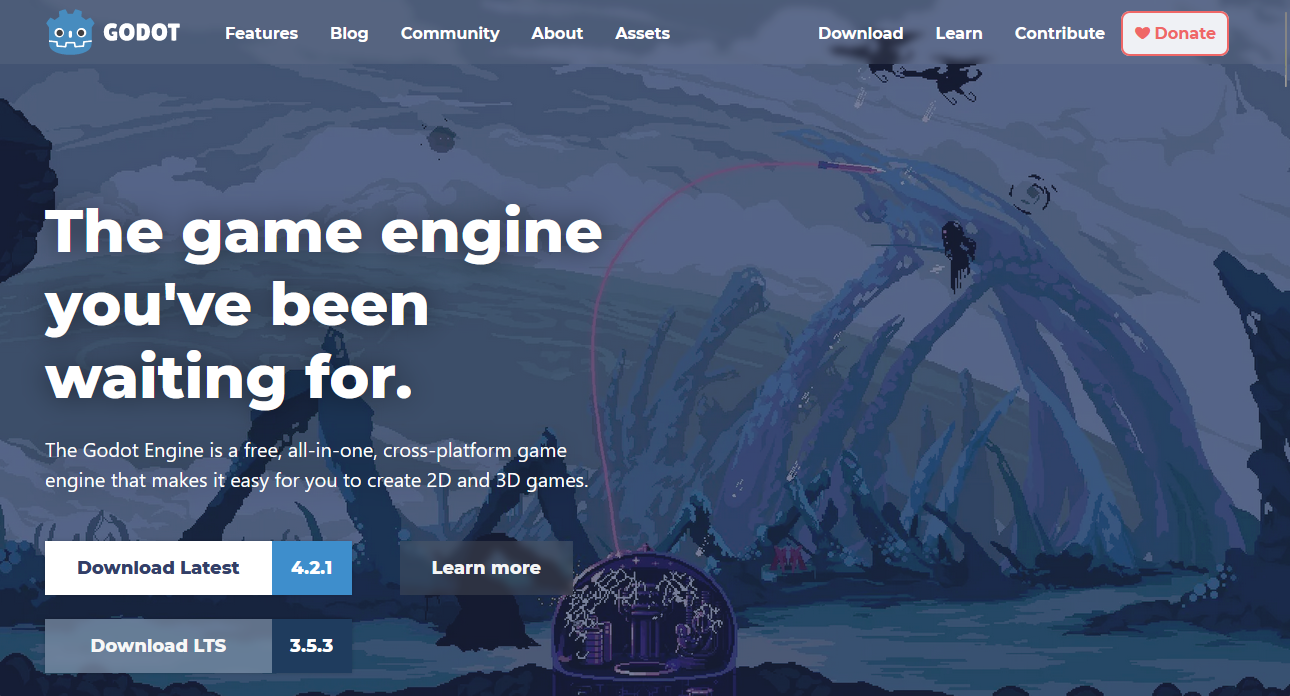 GODOT Features Blog Community About Assets Download Learn Contribute Donate
The game engine
you've been
waiting for.
The Godot Engine is a free, all-in-one, cross-platform game
engine that makes it easy for you to create 2D and 3D games.
Download Latest 4.2.1 Learn more
Download LTS 3.5.3